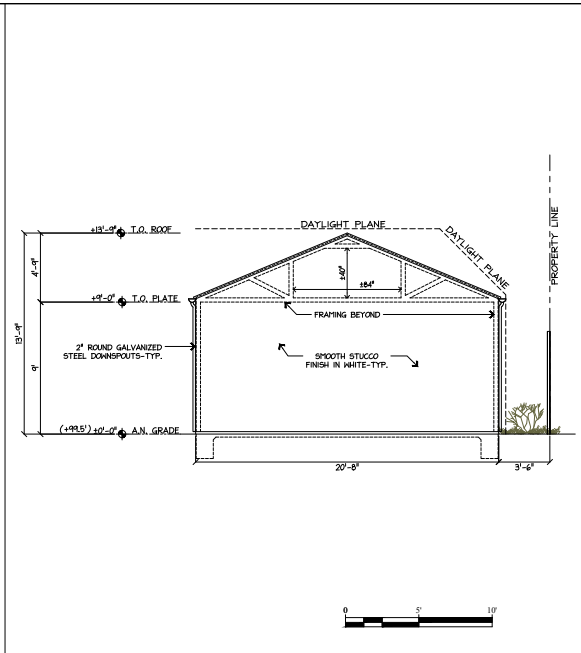 DAYLIGHT PLANE
DAYLIGHT PLANE
PROPERTY LINE
+13'-9" T.O. ROOF
4'-9"
±40"
±84"
+9'-0" T.O. PLATE
FRAMING BEYOND
13'-9"
9'
2" ROUND GALVANIZED
STEEL DOWNSPOUTS-TYP.
SMOOTH STUCCO
FINISH IN WHITE-TYP.
(+99.5') ±0'-0" A.N. GRADE
20'-8"
3'-6"
0 5' 10'